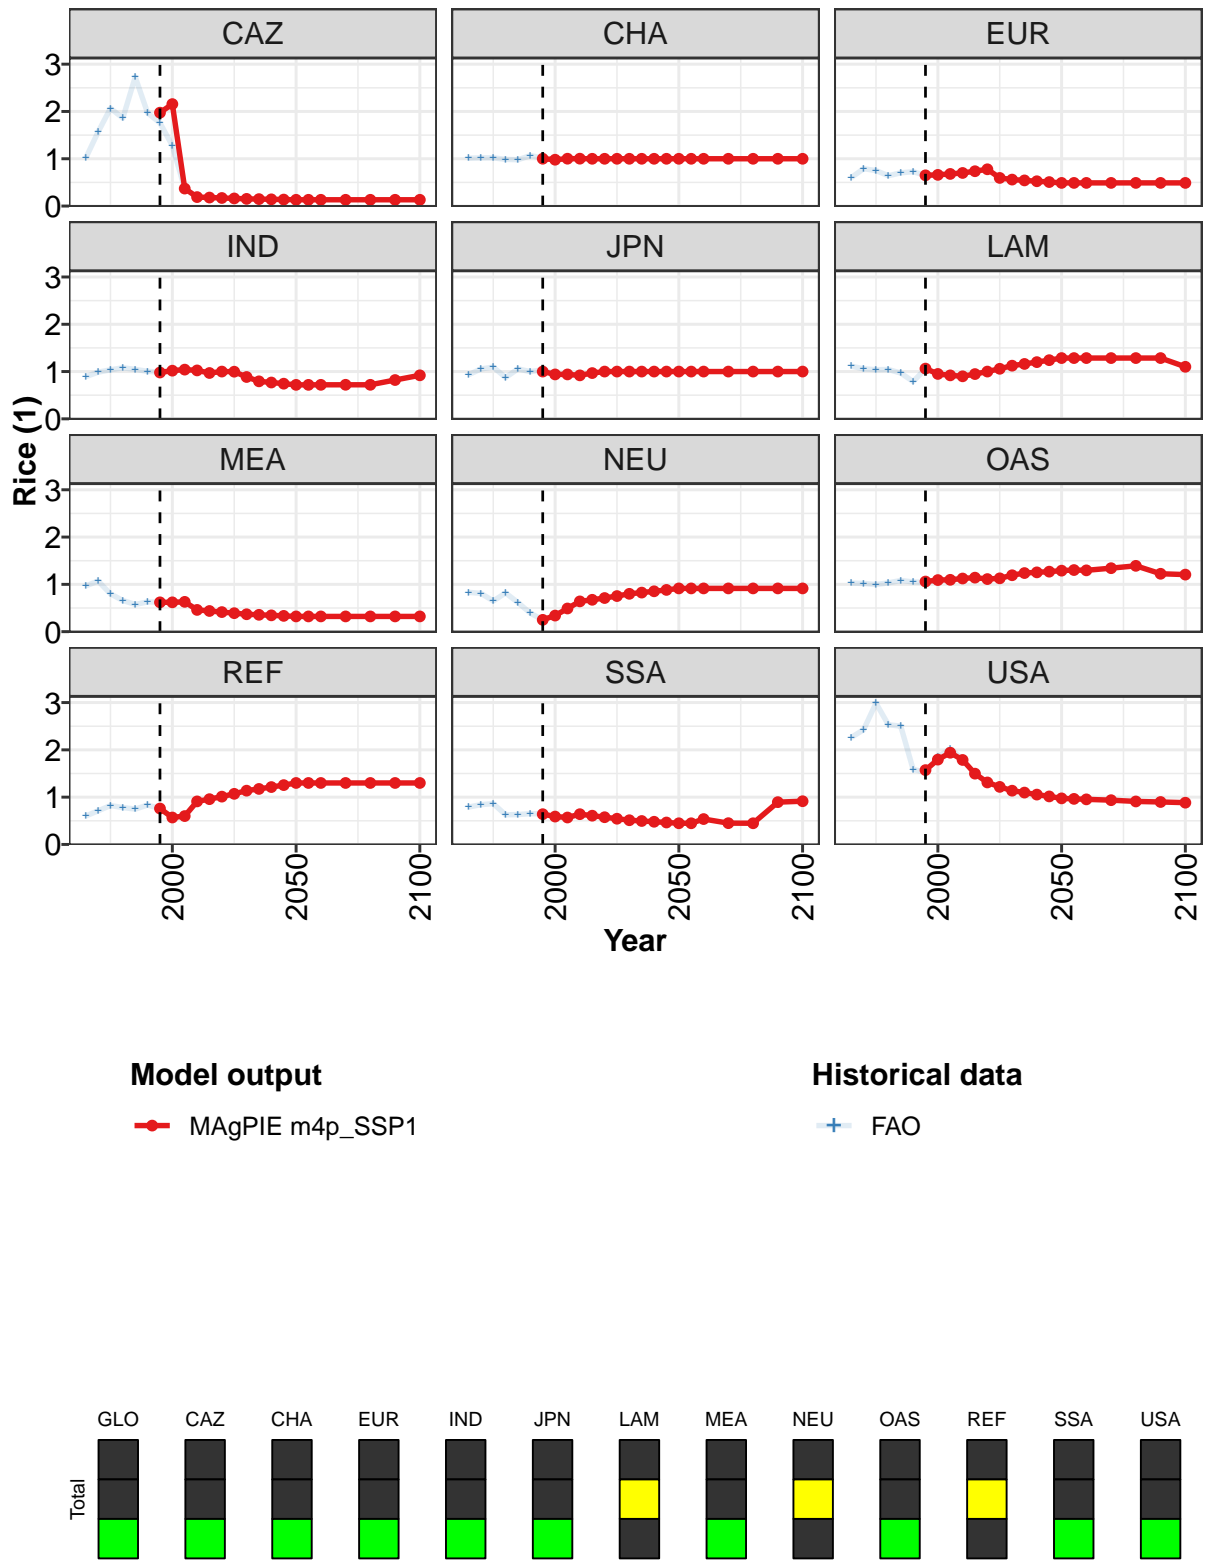 CAZ CHA EUR
3
2
1
0
IND JPN LAM
3
2
1
0
MEA NEU OAS
3
2
1
0
REF SSA USA
3
2
1
0
Rice (1)
2000 2050 2100 2000 2050 2100 2000 2050 2100
Year
Model output
MAgPIE m4p_SSP1
Historical data
FAO
GLO CAZ CHA EUR IND JPN LAM MEA NEU OAS REF SSA USA
Total